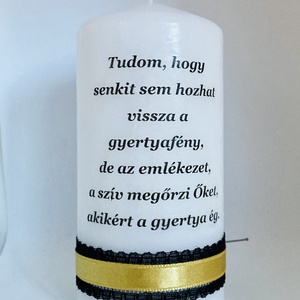 Tudom, hogy
senkit sem hozhat
vissza a
gyertyafény,
de az emlékezet,
a szív megőrzi Őket,
akikért a gyertya ég.